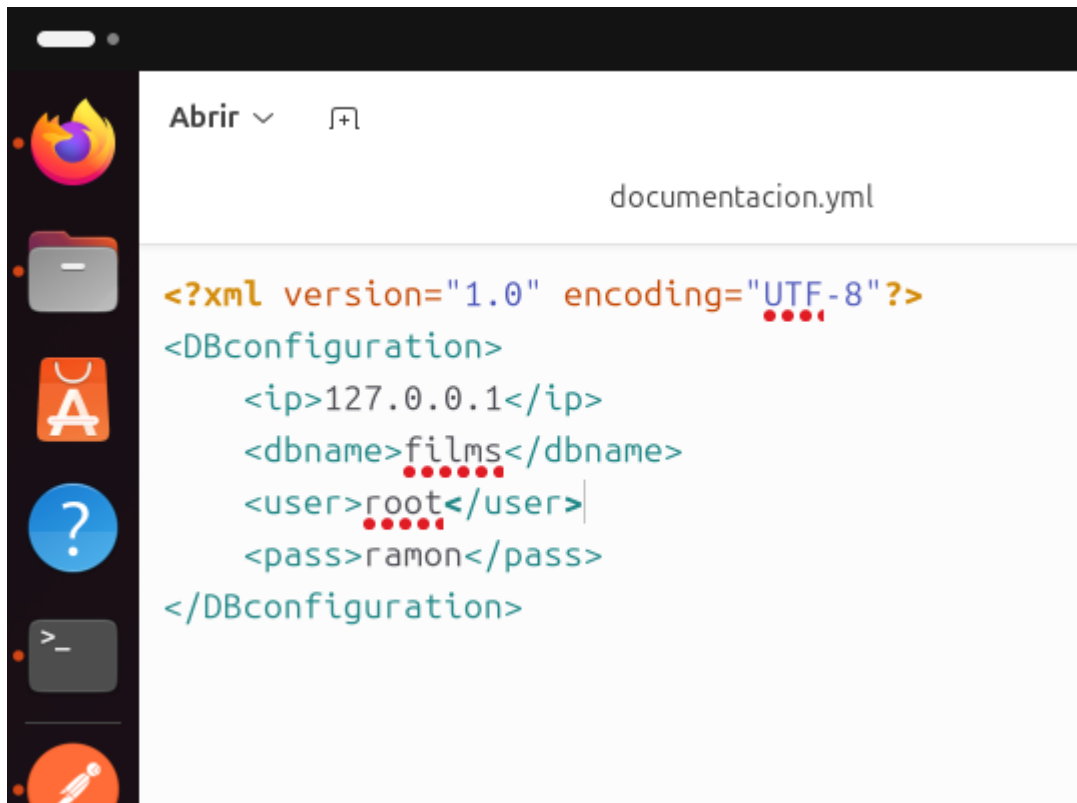 Abrir
documentacion.yml
<?xml version="1.0" encoding="UTF-8"?>
<DBconfiguration>
<ip>127.0.0.1</ip>
<dbname>films</dbname>
<user>root</user>
<pass>ramon</pass>
</DBconfiguration>